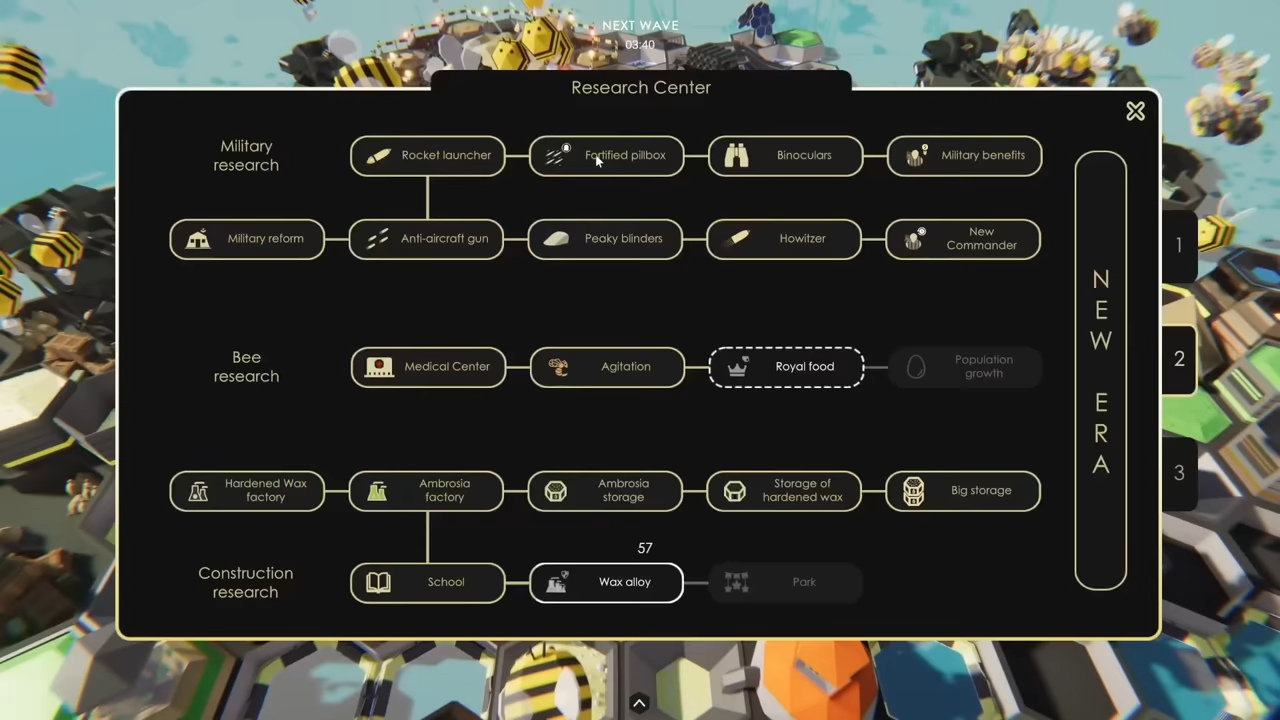 NEXT WAVE
03:40
Research Center
Military
research
Rocket launcher
Fortified pillbox
Binoculars
Military benefits
Military reform
Anti-aircraft gun
Peaky blinders
Howitzer
New
Commander
Bee
research
Medical Center
Agitation
Royal food
Population
growth
Hardened Wax
factory
Ambrosia
factory
Ambrosia
storage
Storage of
hardened wax
Big storage
57
Construction
research
School
Wax alloy
Park
NEW ERA
1
2
3